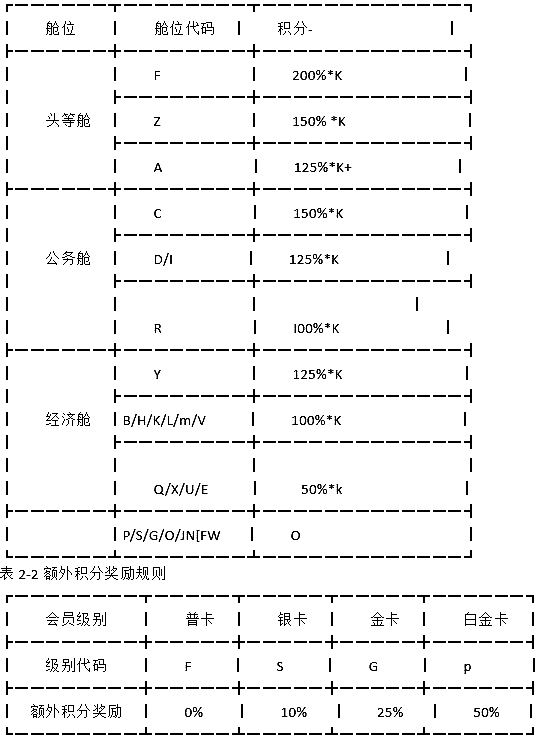 舱位 舱位代码 积分-
F 200%*K
头等舱 Z 150% *K
A 125%*K+
C 150%*K
公务舱 D/I 125%*K
R I00%*K
Y 125%*K
经济舱 B/H/K/L/m/V 100%*K
Q/X/U/E 50%*k
P/S/G/O/JN[FW O
表 2-2 额外积分奖励规则
会员级别 普卡 银卡 金卡 白金卡
级别代码 F S G p
额外积分奖励 0% 10% 25% 50%